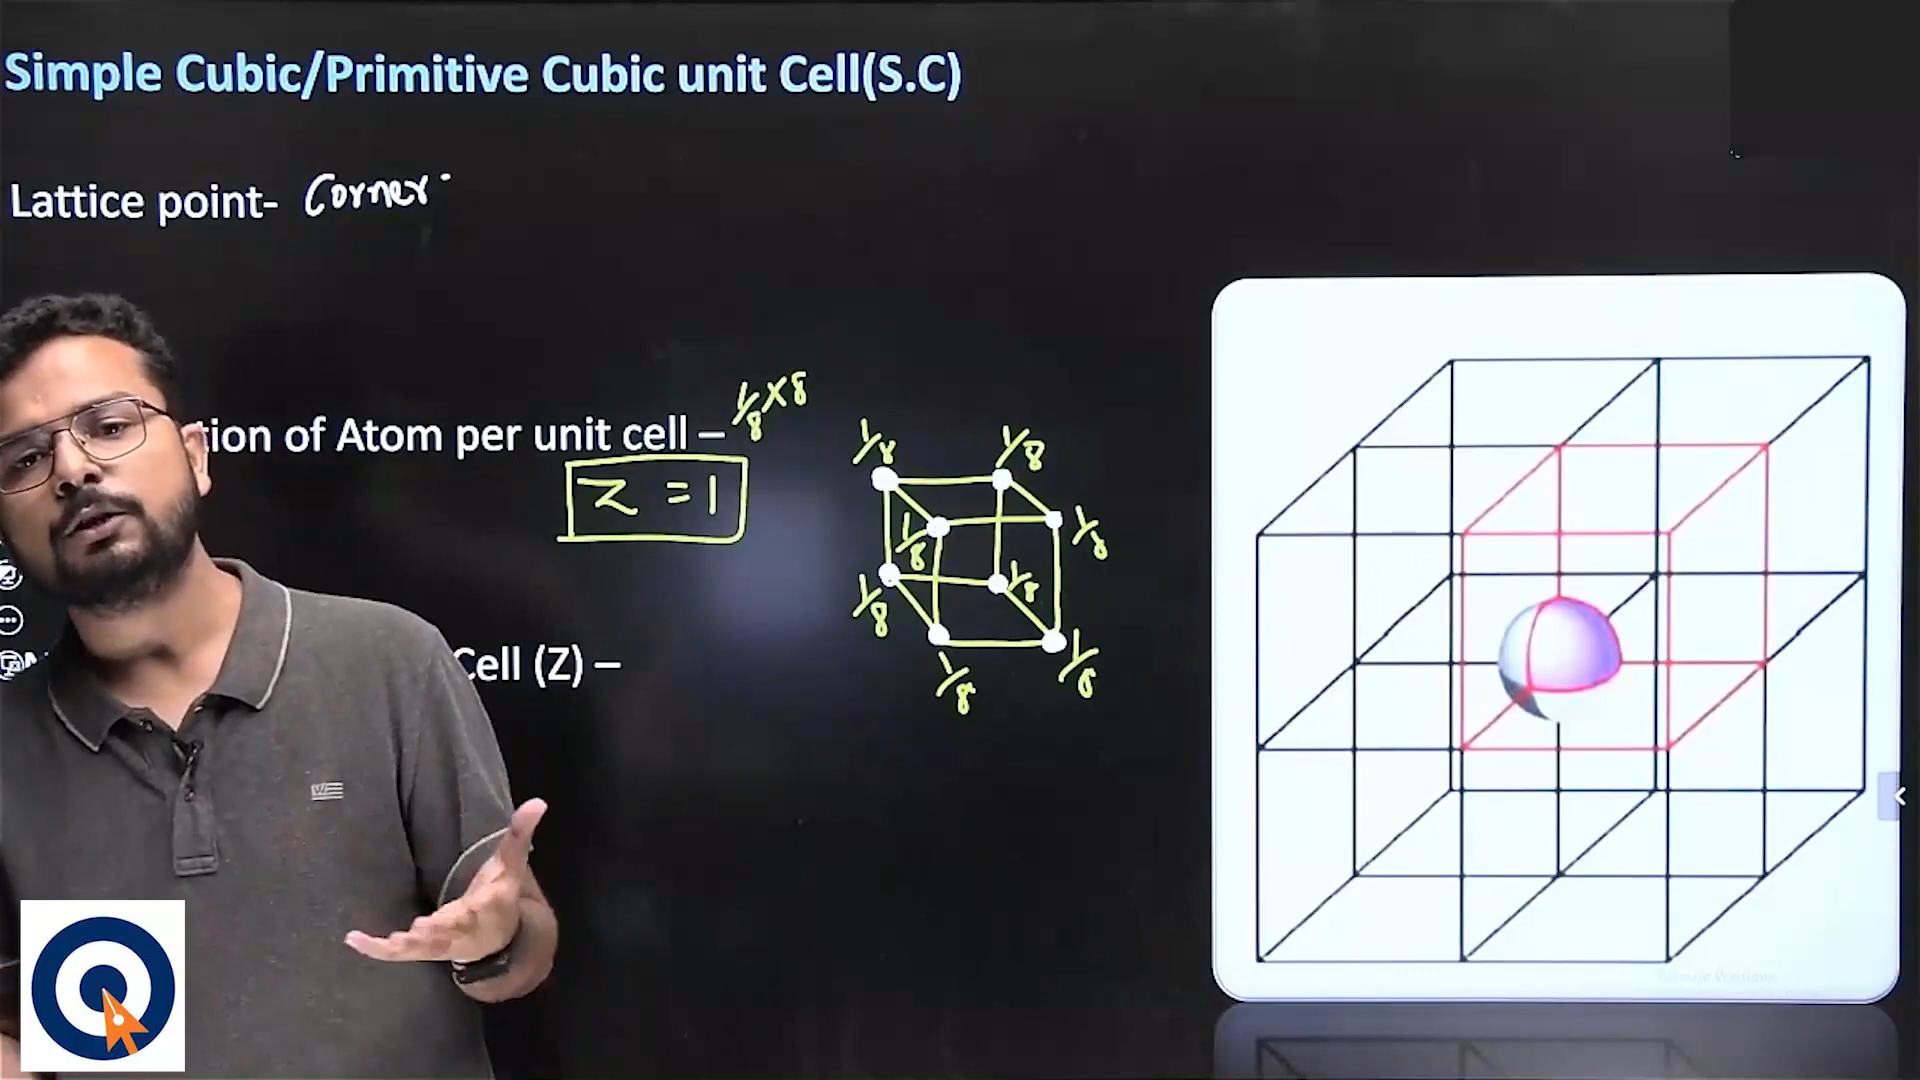 Simple Cubic/Primitive Cubic unit Cell(S.C)
Lattice point- Corner
tion of Atom per unit cell – 1/8 × 8
Z = 1
1/8 1/8
1/8 1/8
1/8 1/8
1/8 1/8
Cell (Z) –